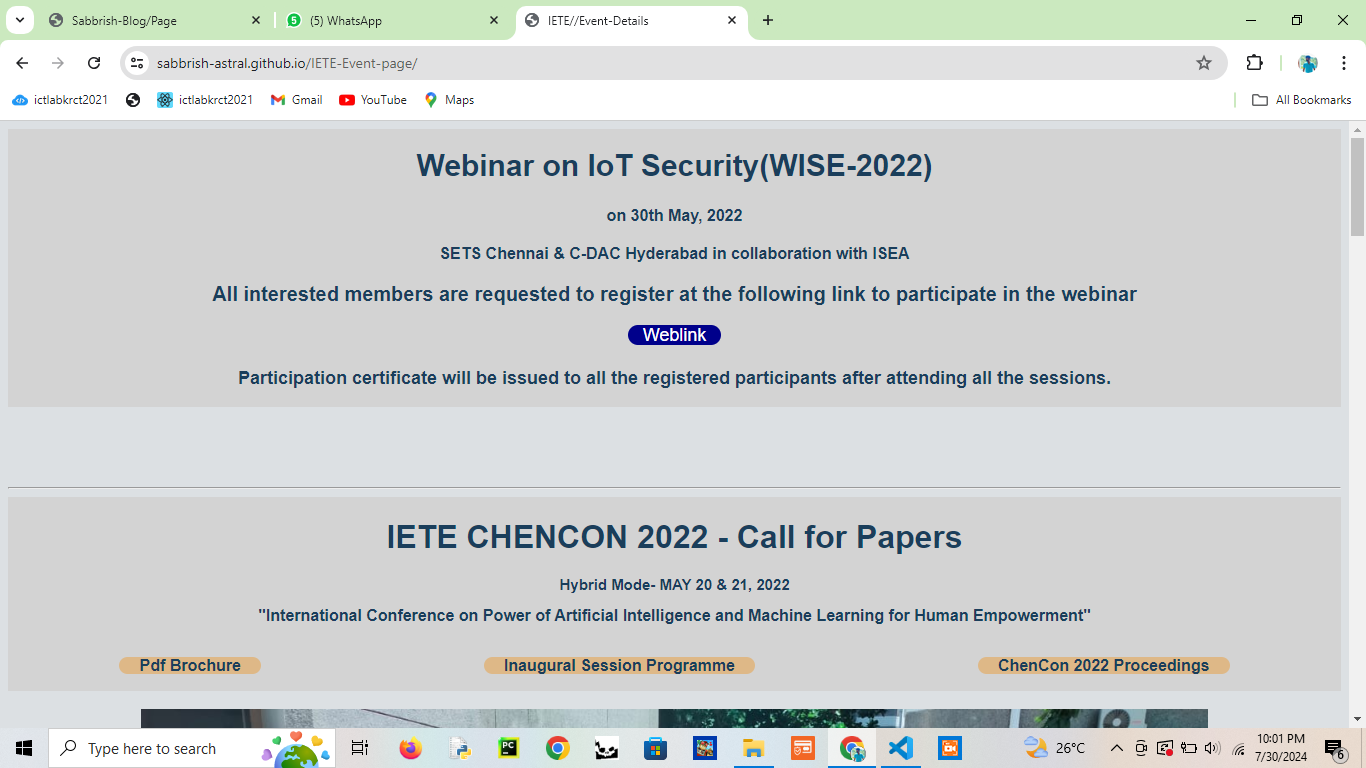 Sabbrish-Blog/Page
(5) WhatsApp
IETE//Event-Details
sabbrish-astral.github.io/IETE-Event-page/
ictlabkrct2021
ictlabkrct2021
Gmail
YouTube
Maps
All Bookmarks
Webinar on IoT Security(WISE-2022)
on 30th May, 2022
SETS Chennai & C-DAC Hyderabad in collaboration with ISEA
All interested members are requested to register at the following link to participate in the webinar
Weblink
Participation certificate will be issued to all the registered participants after attending all the sessions.
IETE CHENCON 2022 - Call for Papers
Hybrid Mode- MAY 20 & 21, 2022
"International Conference on Power of Artificial Intelligence and Machine Learning for Human Empowerment"
Pdf Brochure
Inaugural Session Programme
ChenCon 2022 Proceedings
Type here to search
PC
26°C
10:01 PM
7/30/2024
6